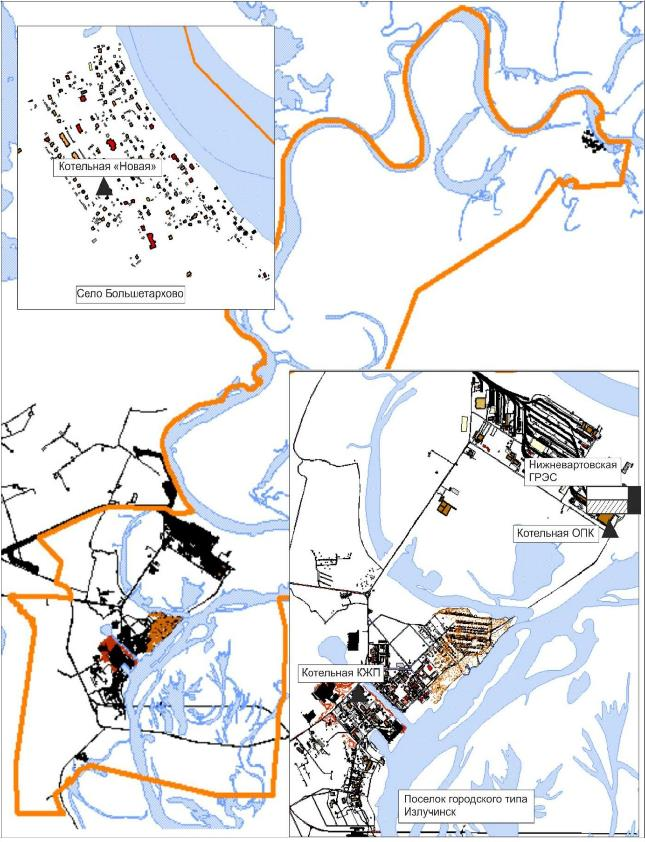 Котельная «Новая»
Село Большетархово
Нижневартовская
ГРЭС
Котельная ОПК
Котельная КЖП
Поселок городского типа
Излучинск